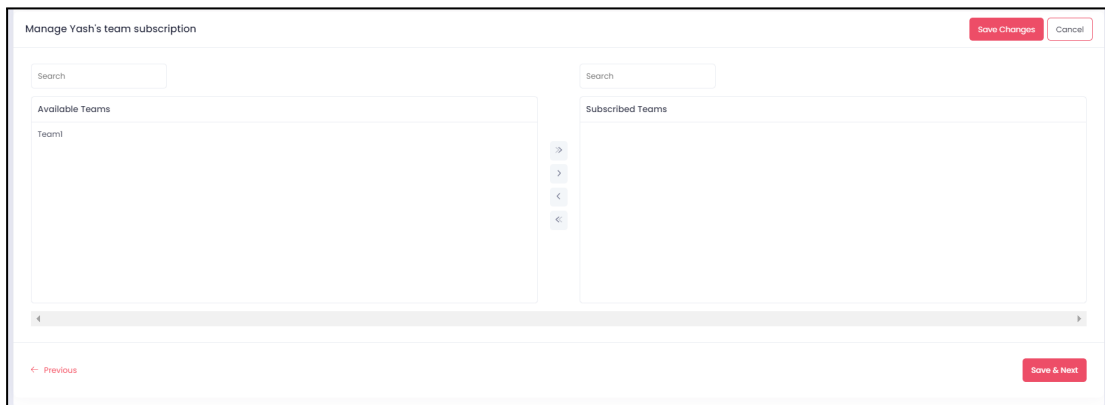 Manage Yash's team subscription
Save Changes
Cancel
Search
Search
Available Teams
Subscribed Teams
Team1
Previous
Save & Next